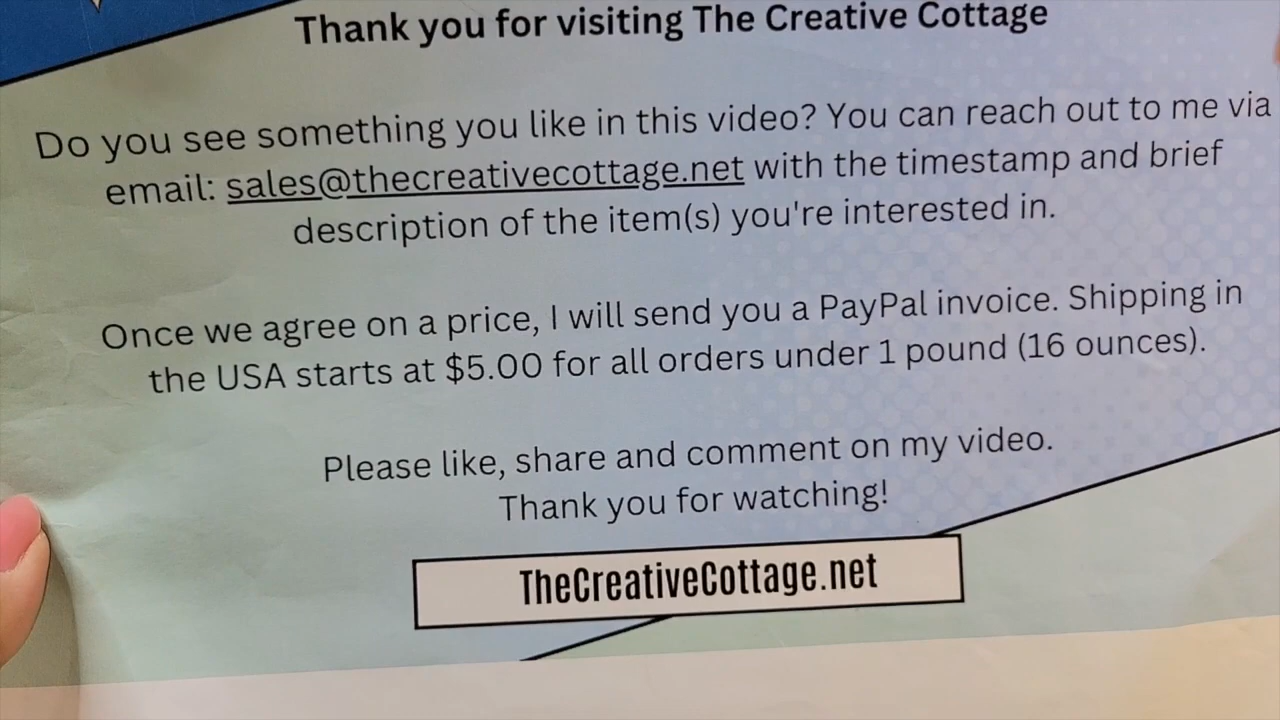 Thank you for visiting The Creative Cottage
Do you see something you like in this video? You can reach out to me via
email: sales@thecreativecottage.net with the timestamp and brief
description of the item(s) you're interested in.
Once we agree on a price, I will send you a PayPal invoice. Shipping in
the USA starts at $5.00 for all orders under 1 pound (16 ounces).
Please like, share and comment on my video.
Thank you for watching!
TheCreativeCottage.net